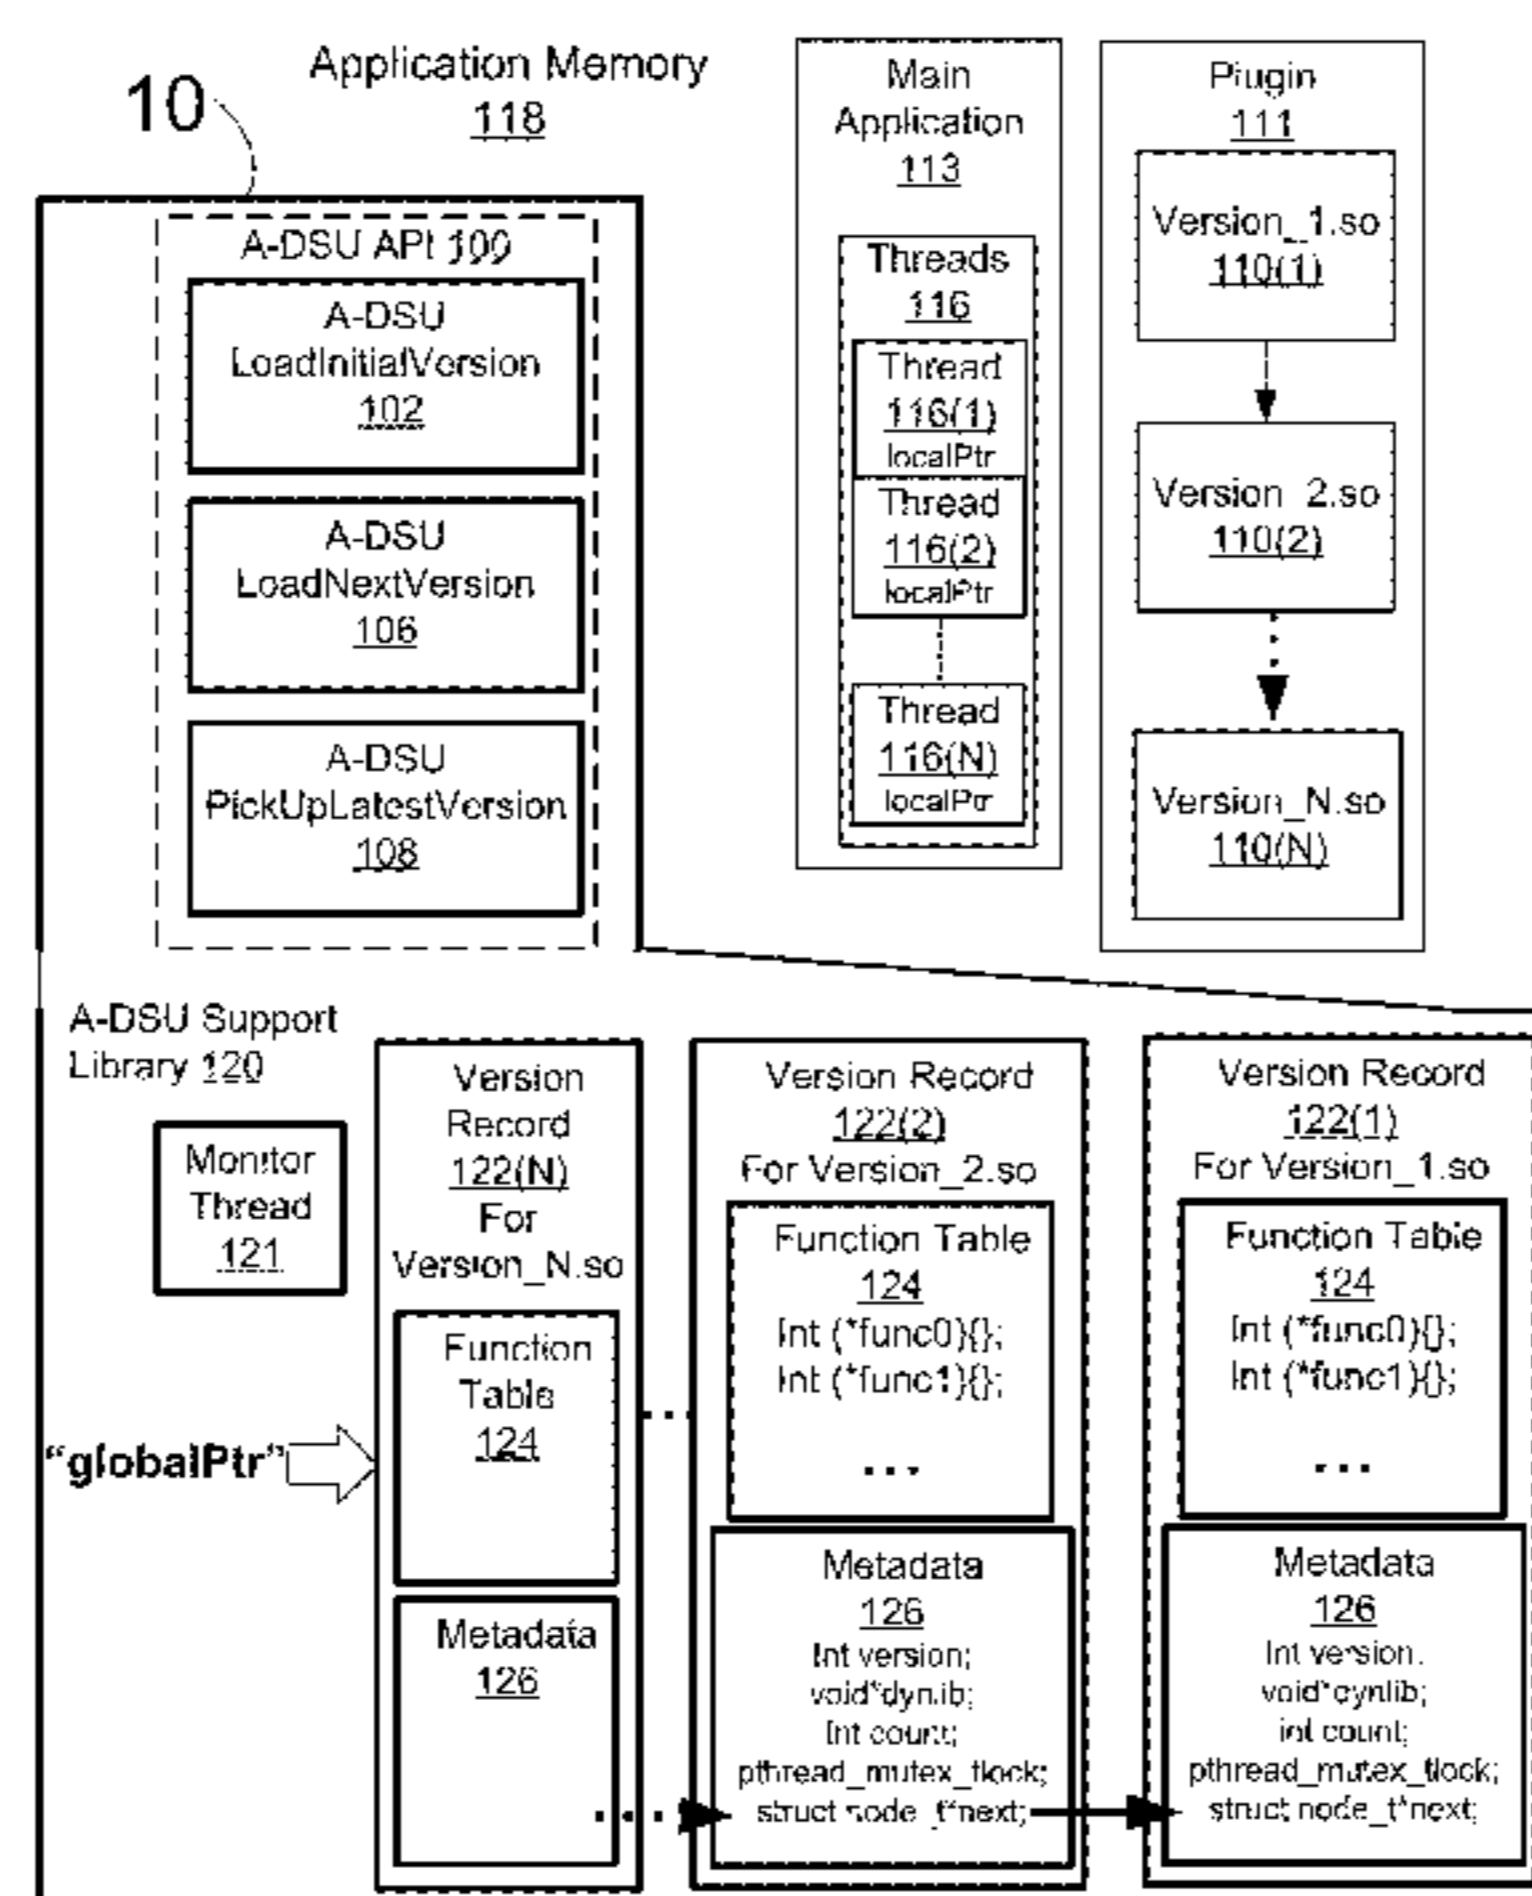 Application Memory
118
10
A-DSU API 100
A-DSU
LoadInitialVersion
102
A-DSU
LoadNextVersion
106
A-DSU
PickUpLatestVersion
108
Main
Application
113
Threads
116
Thread
116(1)
localPtr
Thread
116(2)
localPtr
Thread
116(N)
localPtr
Plugin
111
Version_1.so
110(1)
Version_2.so
110(2)
Version_N.so
110(N)
A-DSU Support
Library 120
Monitor
Thread
121
"globalPtr"
Version
Record
122(N)
For
Version_N.so
Function
Table
124
Metadata
126
...
Version Record
122(2)
For Version_2.so
Function Table
124
Int (*func0){};
Int (*func1){};
...
Metadata
126
Int version;
void*dynlib;
Int count;
pthread_mutex_tlock;
struct node_t*next;
Version Record
122(1)
For Version_1.so
Function Table
124
Int (*func0){};
Int (*func1){};
...
Metadata
126
Int version;
void*dynlib;
int count;
pthread_mutex_tlock;
struct node_t*next;